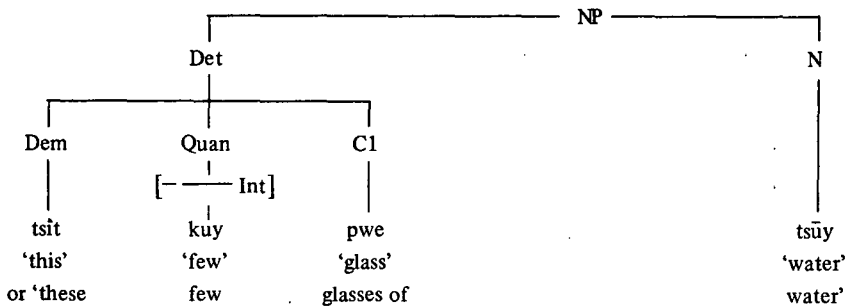 NP
Det N
Dem Quan Cl
[– —— Int]
tsìt kuy pwe tsūy
‘this’ ‘few’ ‘glass’ ‘water’
or ‘these few glasses of water’